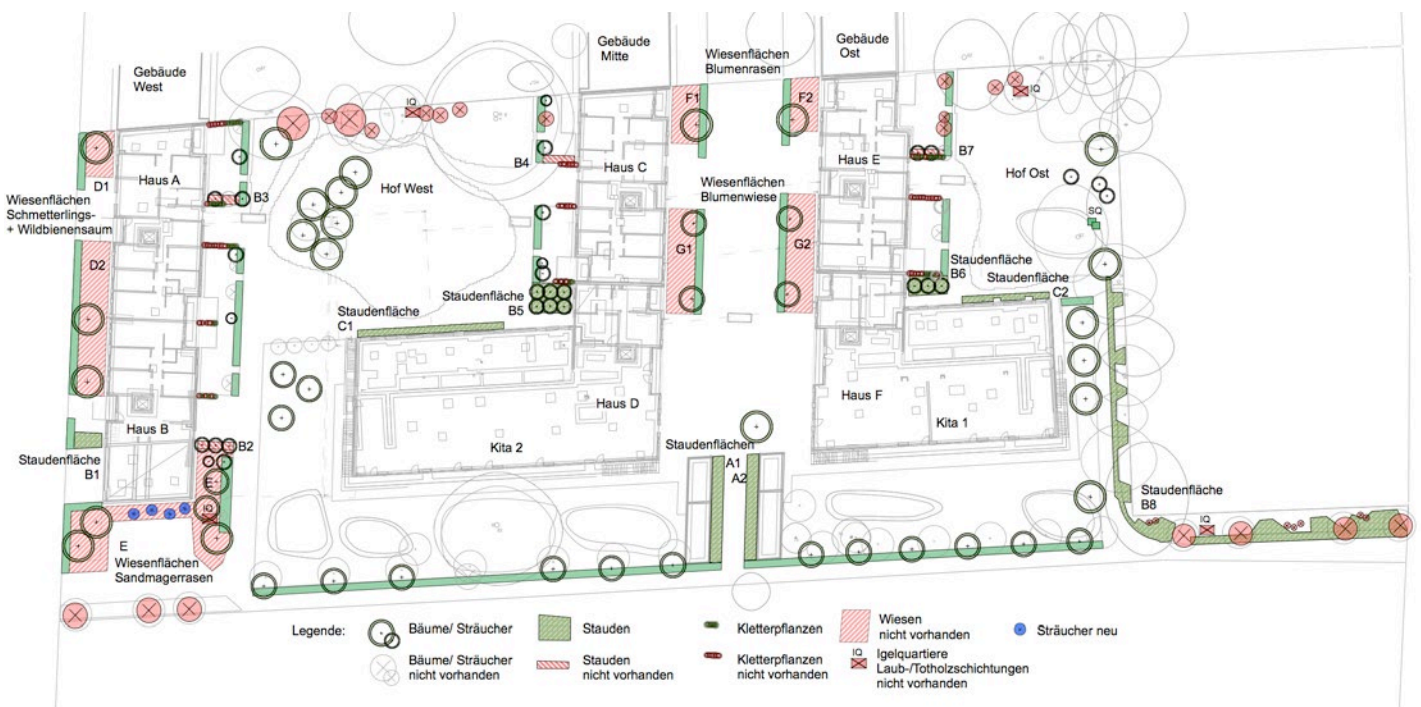 Gebäude
West
Gebäude
Mitte
Wiesenflächen
Blumenrasen
Gebäude
Ost
IQ
IQ
F1
F2
D1
Haus A
B3
B4
Haus C
Haus E
B7
Hof West
Hof Ost
Wiesenflächen
Schmetterlings-
+ Wildbienensaum
Wiesenflächen
Blumenwiese
SQ
D2
G1
G2
Staudenfläche
B5
Staudenfläche
B6
Staudenfläche
C2
Staudenfläche
C1
Haus D
Haus F
Kita 1
Kita 2
Haus B
B2
Staudenfläche
B1
E
IQ
Staudenflächen
A1
A2
Staudenfläche
B8
IQ
E
Wiesenflächen
Sandmagerrasen
Legende:
Bäume/ Sträucher
Stauden
Kletterpflanzen
Wiesen
nicht vorhanden
Sträucher neu
Bäume/ Sträucher
nicht vorhanden
Stauden
nicht vorhanden
Kletterpflanzen
nicht vorhanden
IQ
Igelquartiere
Laub-/Totholzschichtungen
nicht vorhanden